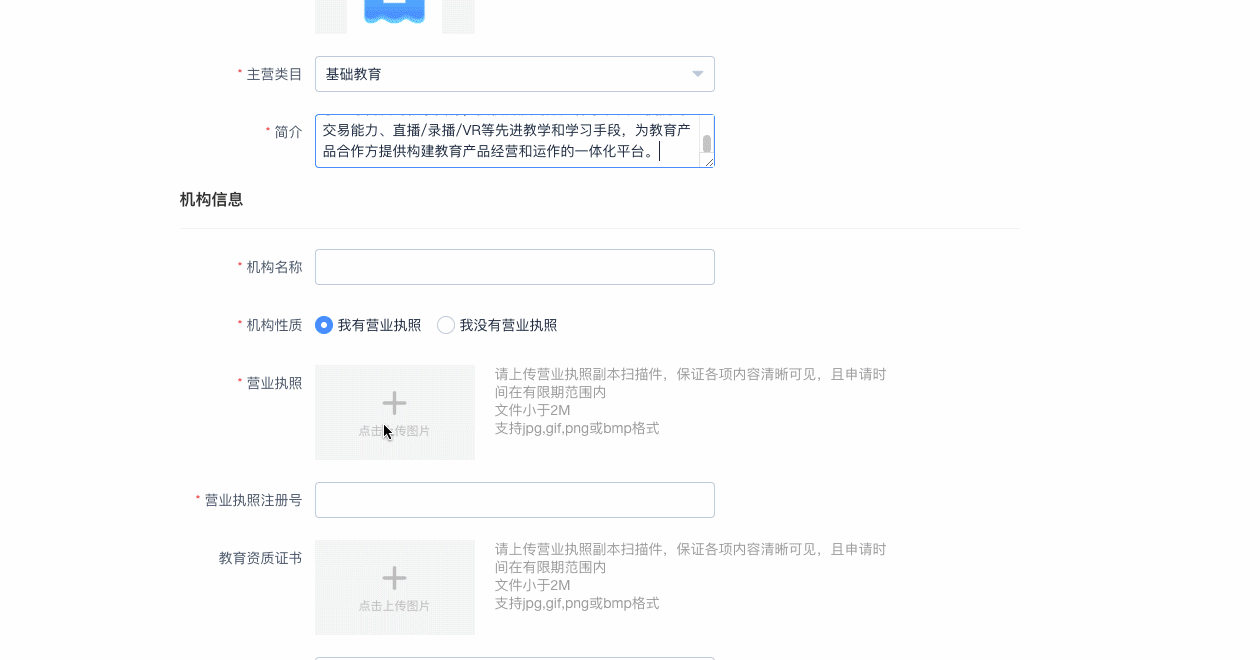 * 主营类目
基础教育
* 简介
交易能力、直播/录播/VR等先进教学和学习手段，为教育产
品合作方提供构建教育产品经营和运作的一体化平台。
机构信息
* 机构名称
* 机构性质
我有营业执照 我没有营业执照
* 营业执照
点击上传图片
请上传营业执照副本扫描件，保证各项内容清晰可见，且申请时
间在有限期范围内
文件小于2M
支持jpg,gif,png或bmp格式
* 营业执照注册号
教育资质证书
点击上传图片
请上传营业执照副本扫描件，保证各项内容清晰可见，且申请时
间在有限期范围内
文件小于2M
支持jpg,gif,png或bmp格式